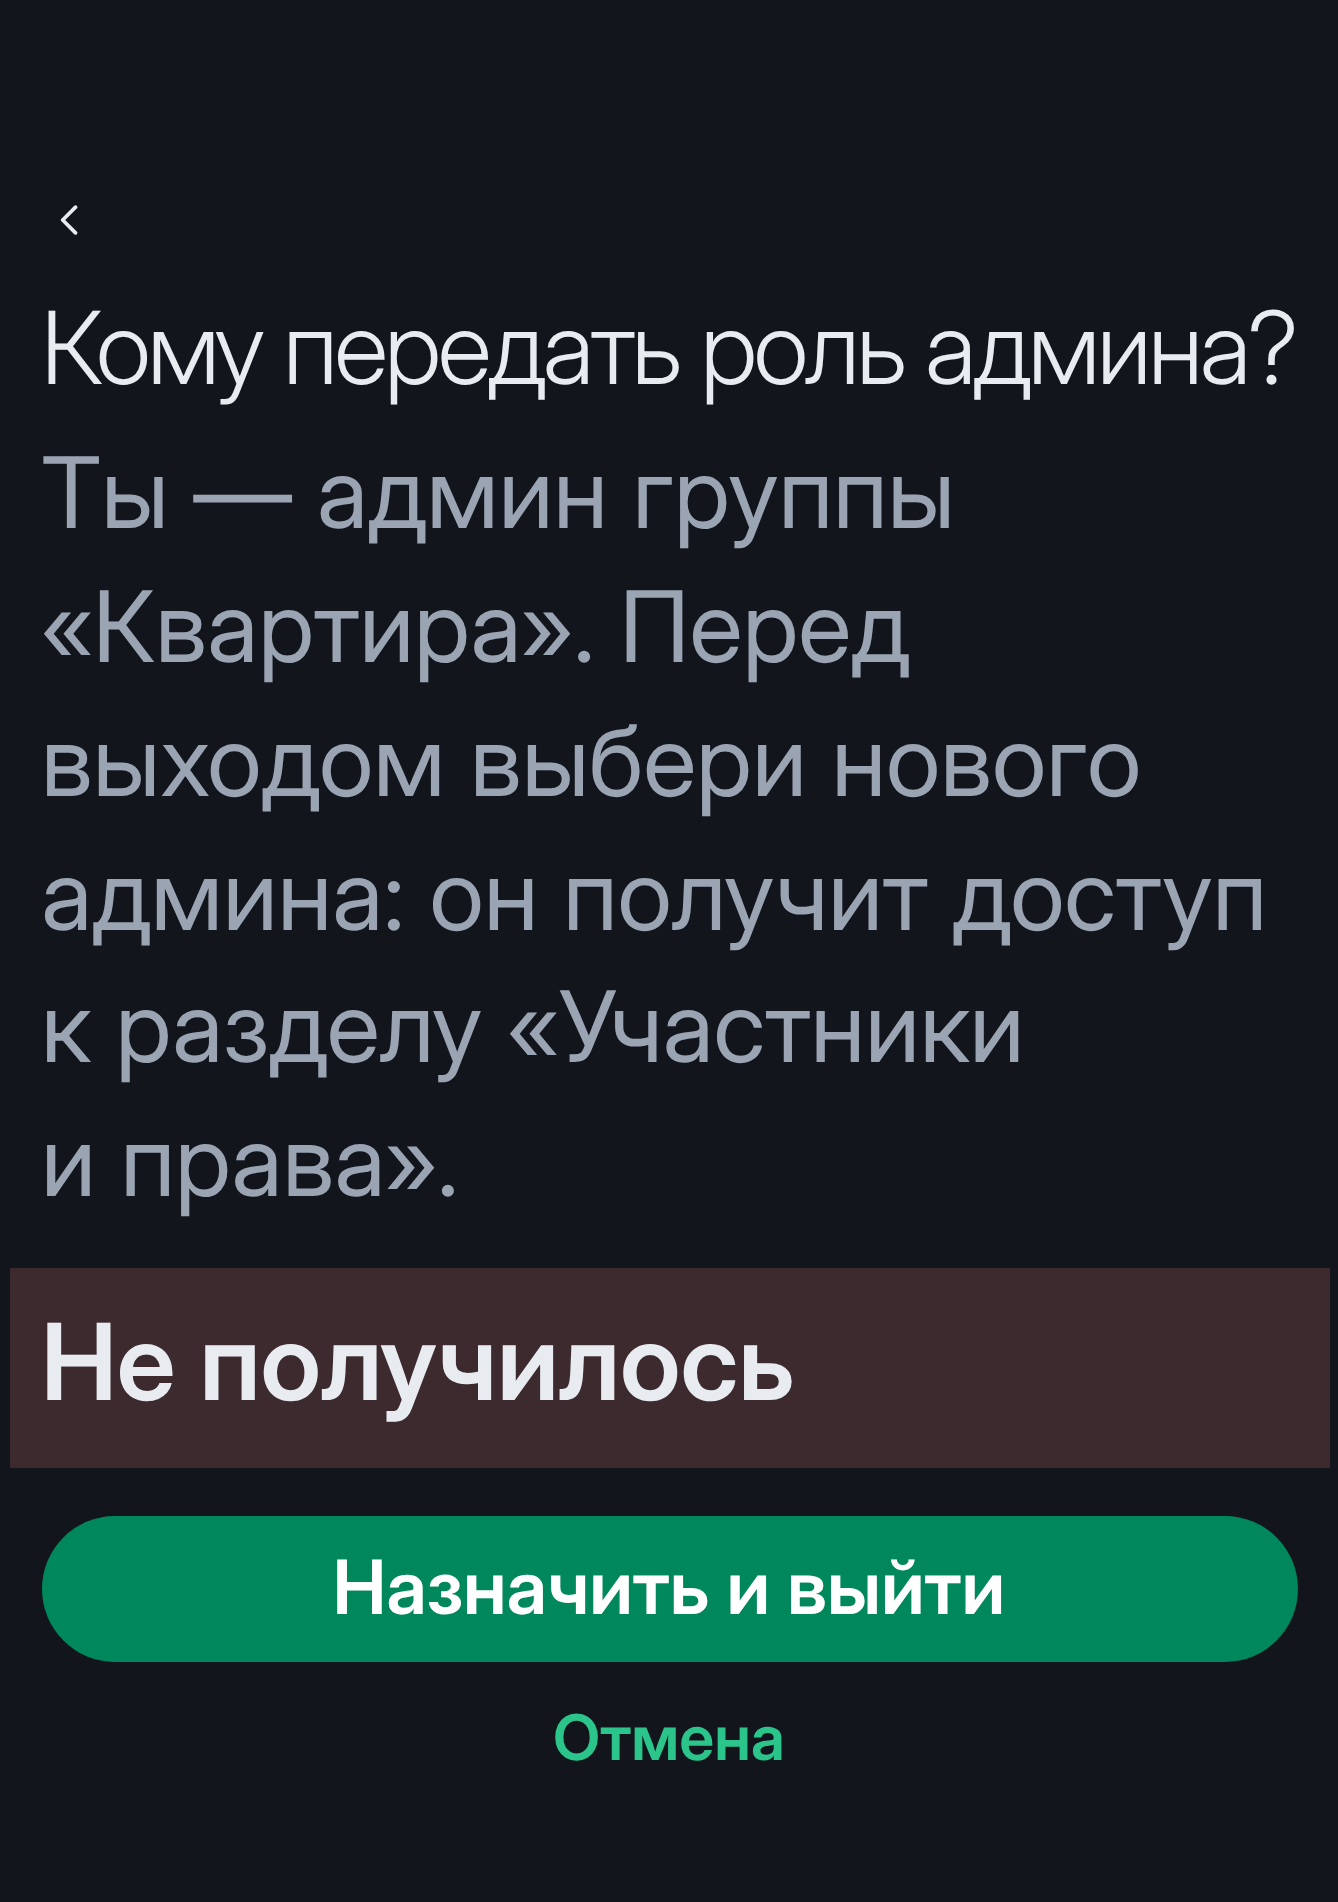 Кому передать роль админа?
Ты — админ группы
«Квартира». Перед
выходом выбери нового
админа: он получит доступ
к разделу «Участники
и права».
Не получилось
Назначить и выйти
Отмена